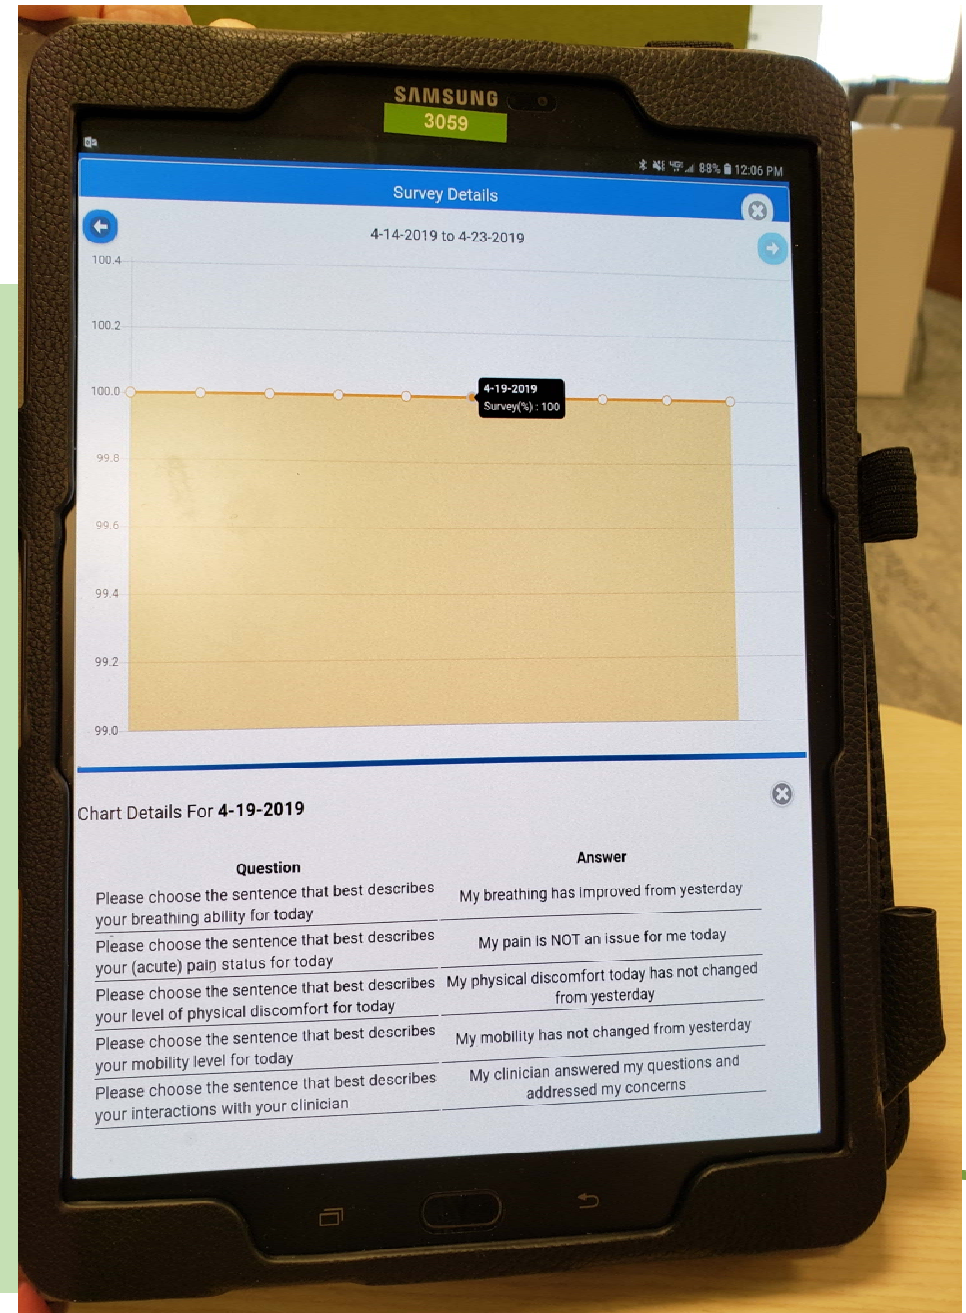 SAMSUNG
3059
88% 12:06 PM
Survey Details
4-14-2019 to 4-23-2019
100.4
100.2
100.0
4-19-2019
Survey(%) : 100
99.8
99.6
99.4
99.2
99.0
Chart Details For 4-19-2019
Question
Answer
Please choose the sentence that best describes
your breathing ability for today
My breathing has improved from yesterday
Please choose the sentence that best describes
your (acute) pain status for today
My pain is NOT an issue for me today
Please choose the sentence that best describes
your level of physical discomfort for today
My physical discomfort today has not changed
from yesterday
Please choose the sentence that best describes
your mobility level for today
My mobility has not changed from yesterday
Please choose the sentence that best describes
your interactions with your clinician
My clinician answered my questions and
addressed my concerns